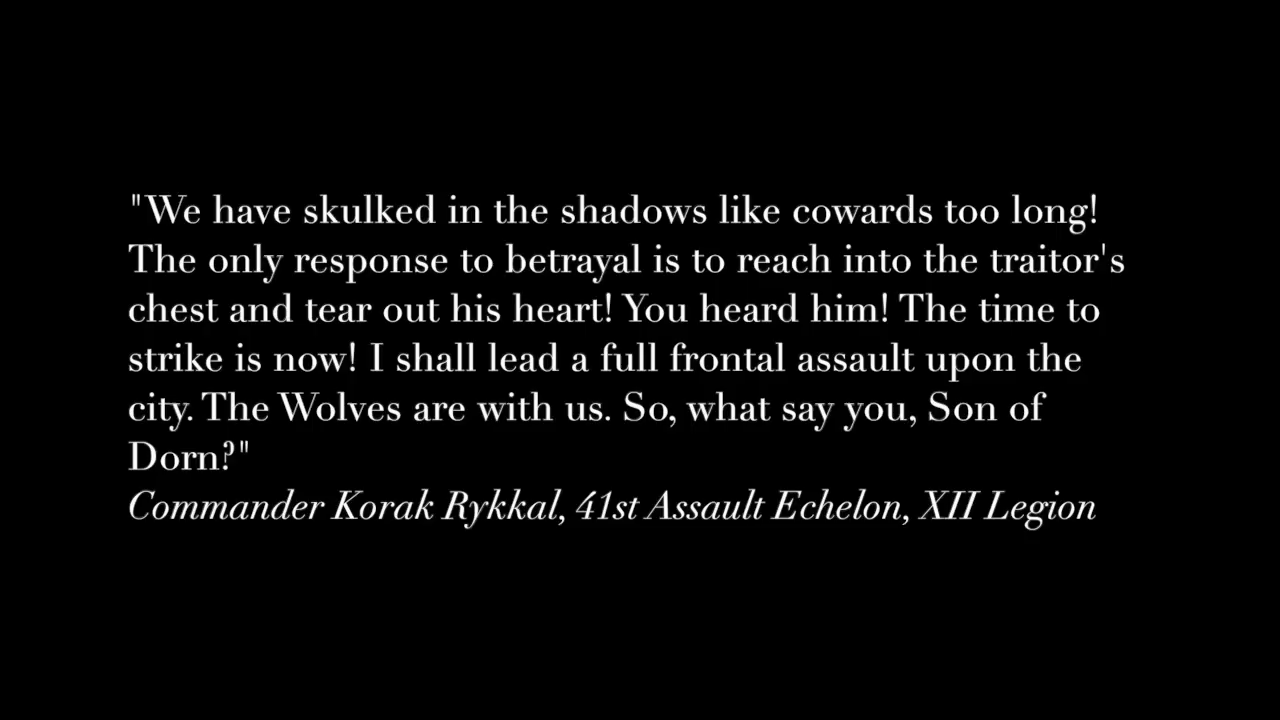 "We have skulked in the shadows like cowards too long!
The only response to betrayal is to reach into the traitor's
chest and tear out his heart! You heard him! The time to
strike is now! I shall lead a full frontal assault upon the
city. The Wolves are with us. So, what say you, Son of
Dorn?"
Commander Korak Rykkal, 41st Assault Echelon, XII Legion